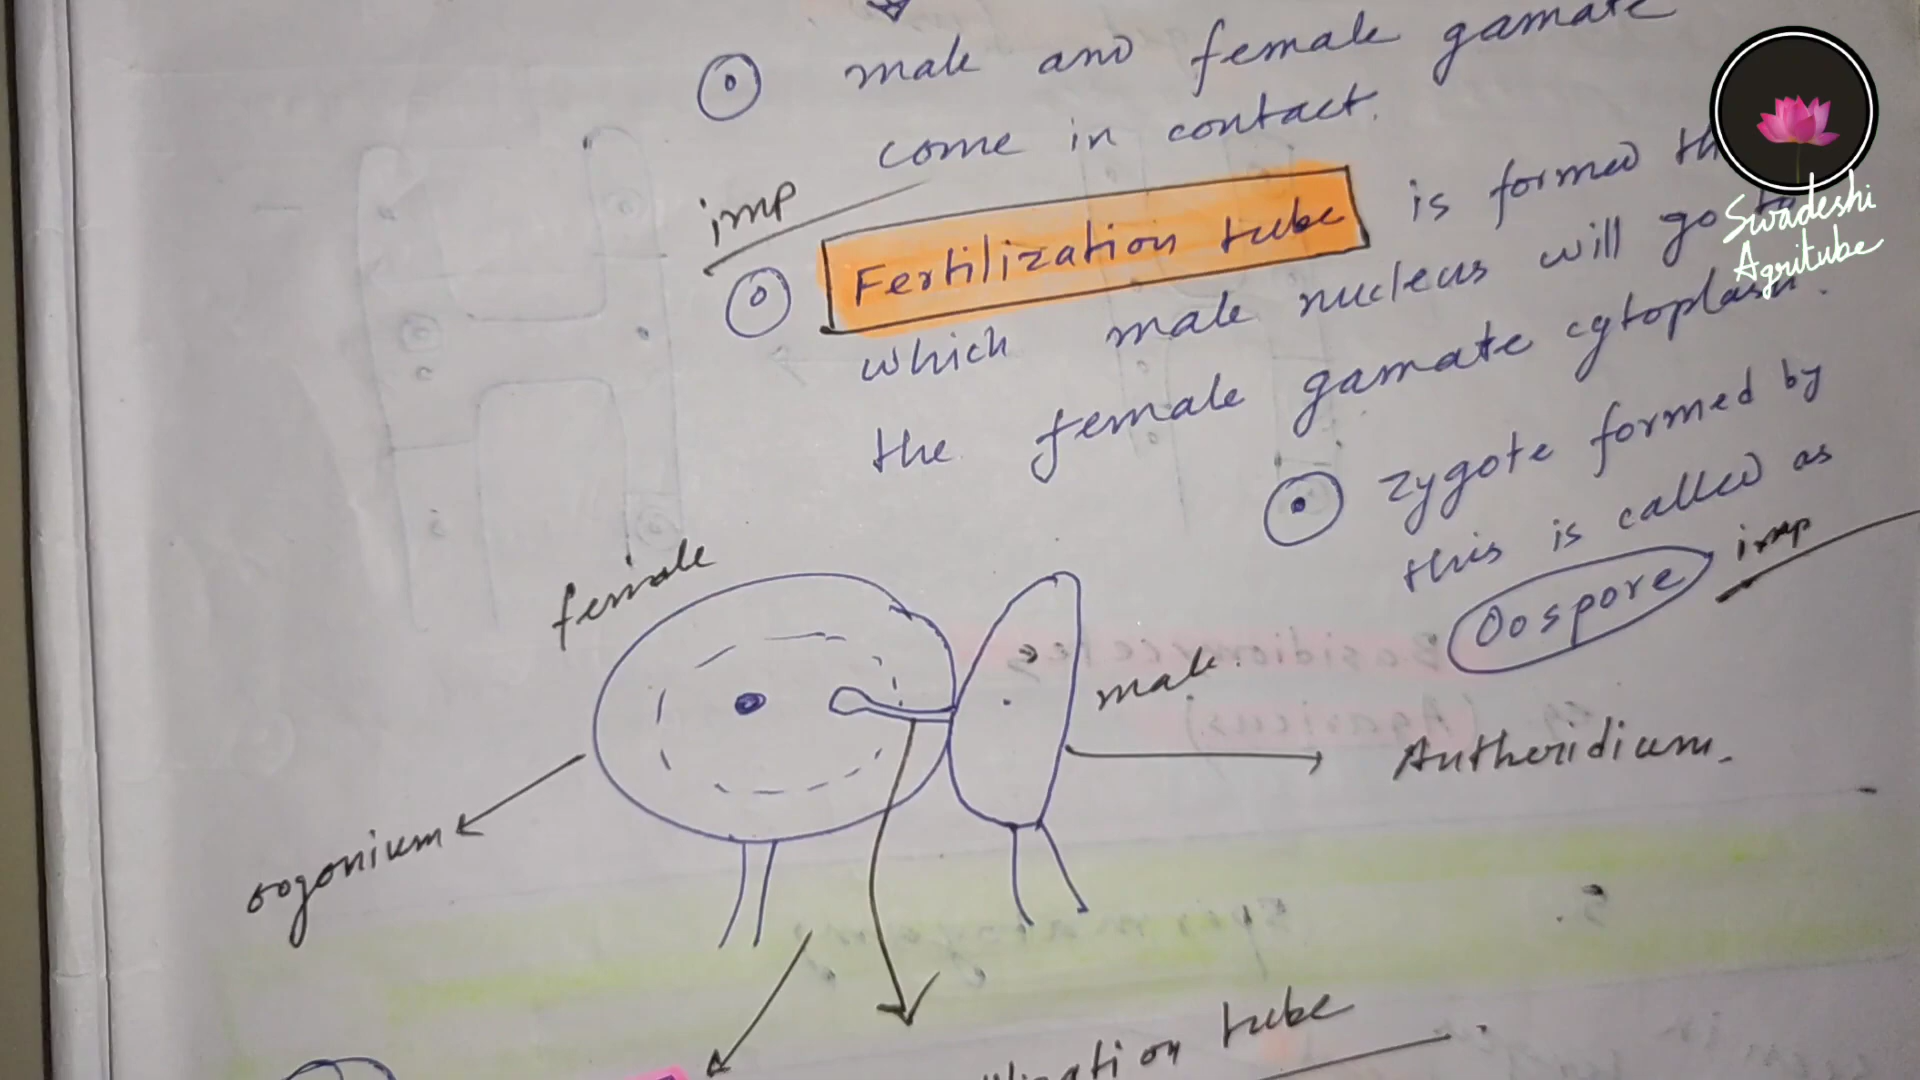 male and female gamate
come in contact.
imp
Fertilization tube is formed
which male nucleus will go
the female gamate cytoplasm.
Zygote formed by
this is called as
Oospore imp
female
male.
Antheridium.
oogonium
tube
Swadeshi
Agritube